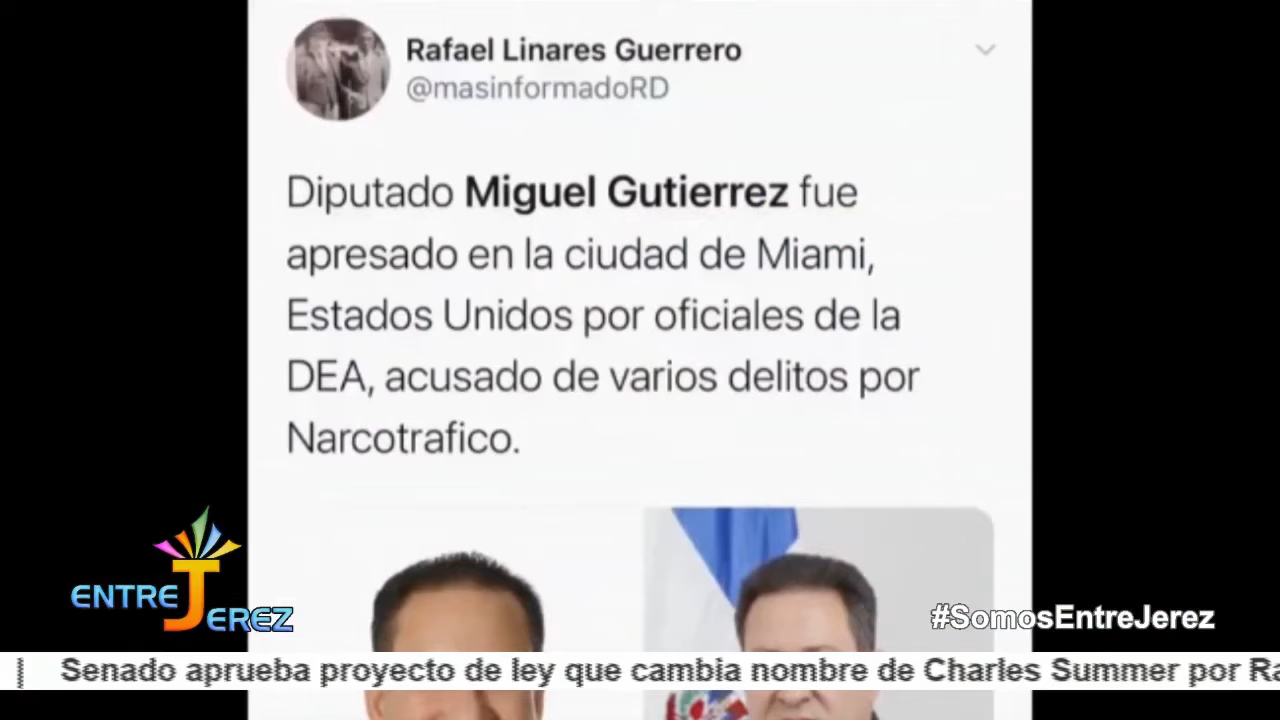 Rafael Linares Guerrero
@masinformadoRD
Diputado Miguel Gutierrez fue
apresado en la ciudad de Miami,
Estados Unidos por oficiales de la
DEA, acusado de varios delitos por
Narcotrafico.
ENTRE JEREZ
#SomosEntreJerez
| Senado aprueba proyecto de ley que cambia nombre de Charles Summer por Ra